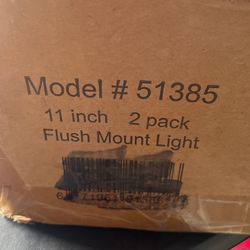 Model # 51385
11 inch 2 pack
Flush Mount Light